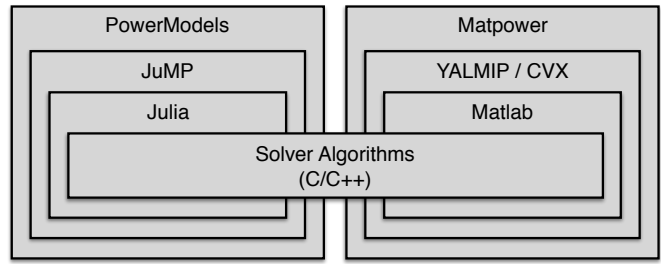 PowerModels
JuMP
Julia
Matpower
YALMIP / CVX
Matlab
Solver Algorithms
(C/C++)